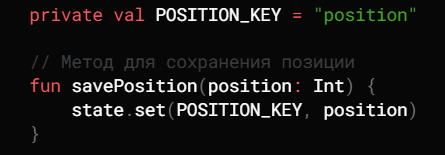 private val POSITION_KEY = "position"
// Метод для сохранения позиции
fun savePosition(position: Int) {
    state.set(POSITION_KEY, position)
}